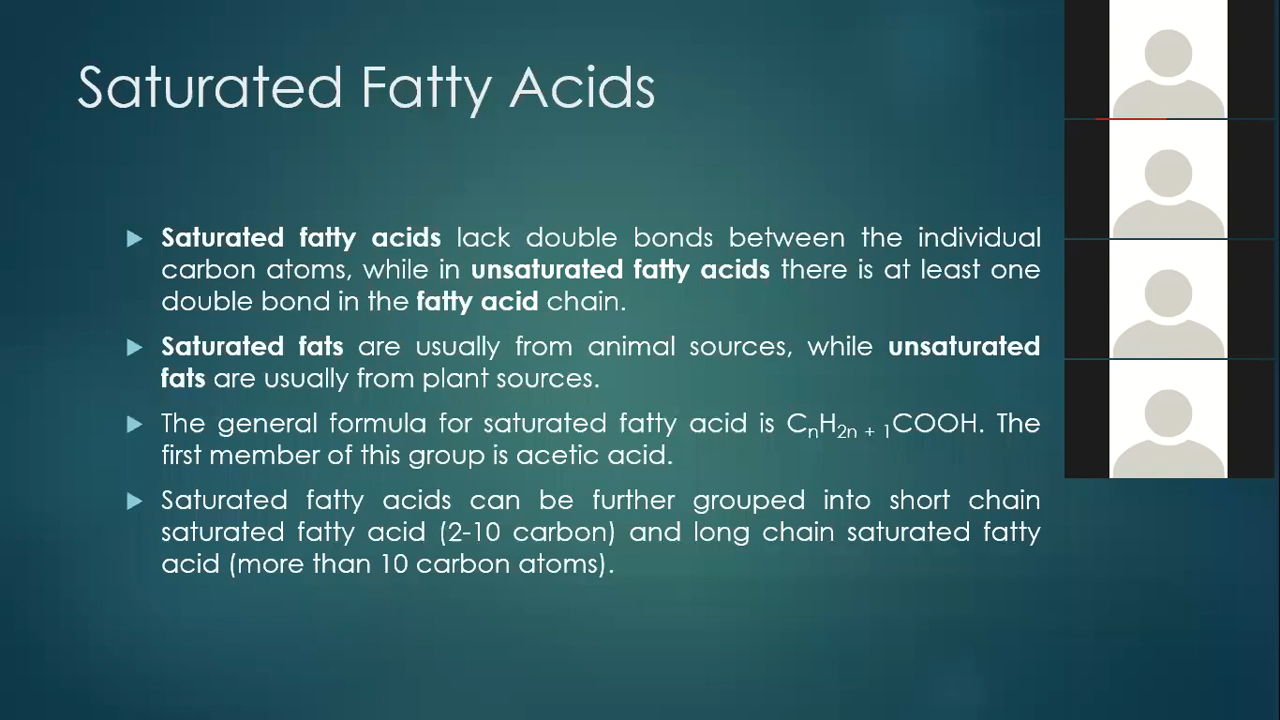 Saturated Fatty Acids
Saturated fatty acids lack double bonds between the individual
carbon atoms, while in unsaturated fatty acids there is at least one
double bond in the fatty acid chain.
Saturated fats are usually from animal sources, while unsaturated
fats are usually from plant sources.
The general formula for saturated fatty acid is CₙH₂ₙ ₊ ₁COOH. The
first member of this group is acetic acid.
Saturated fatty acids can be further grouped into short chain
saturated fatty acid (2-10 carbon) and long chain saturated fatty
acid (more than 10 carbon atoms).